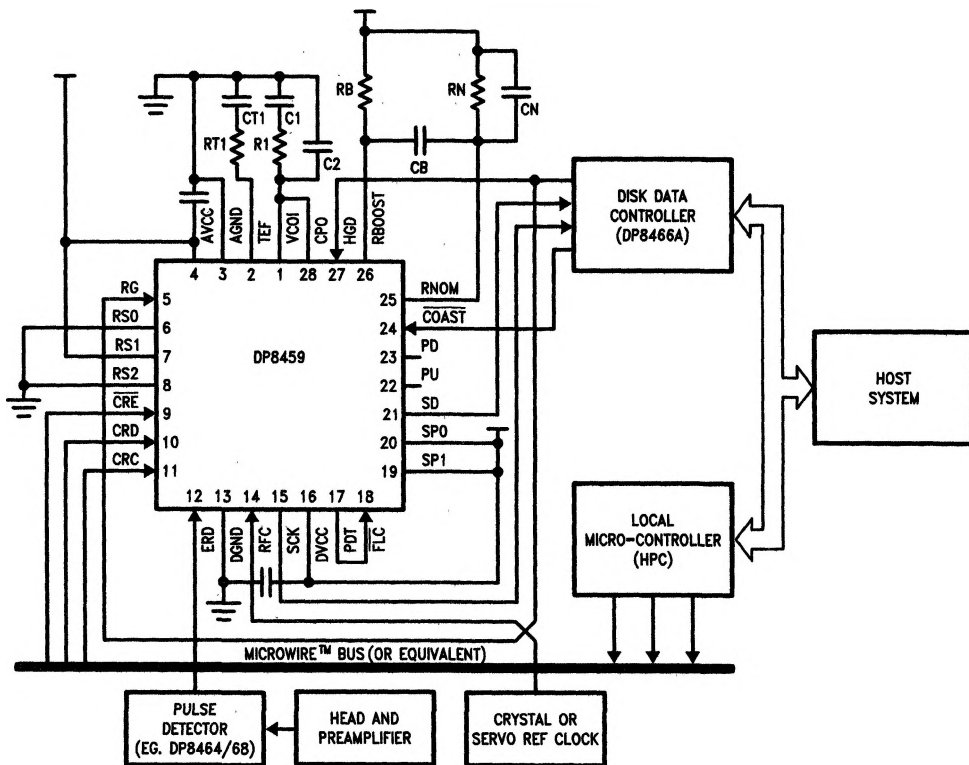 RB
RN
CN
CT1
C1
RT1
R1
C2
CB
AVCC
AGND
TEF
VCOI
CPO
HGD
RBOOST
4
3
2
1
28
27
26
DISK DATA
CONTROLLER
(DP8466A)
RG
5
25
RNOM
RS0
6
24
COAST
RS1
7
DP8459
23
PD
RS2
8
22
PU
CRE
9
21
SD
CRD
10
20
SP0
CRC
11
19
SP1
HOST
SYSTEM
12
13
14
15
16
17
18
ERD
DGND
RFC
SCK
DVCC
PDT
FLC
LOCAL
MICRO-CONTROLLER
(HPC)
MICROWIRE™ BUS (OR EQUIVALENT)
PULSE
DETECTOR
(EG. DP8464/68)
HEAD AND
PREAMPLIFIER
CRYSTAL OR
SERVO REF CLOCK